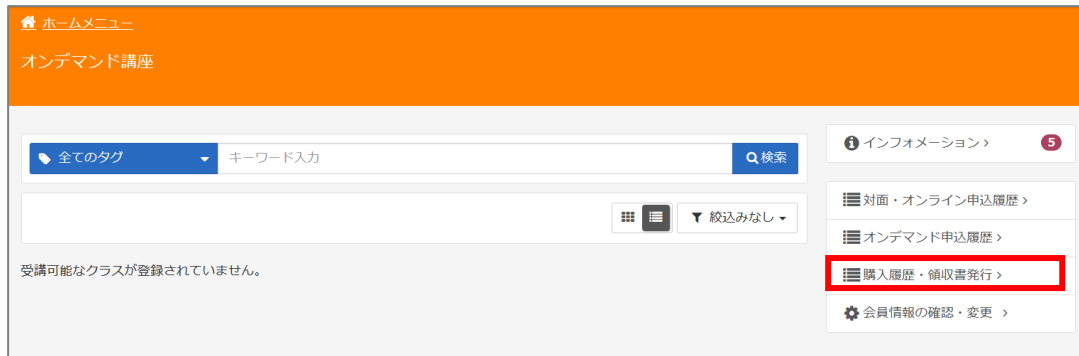 ホームメニュー
オンデマンド講座
全てのタグ キーワード入力 検索
インフォメーション 5
絞込みなし
対面・オンライン申込履歴
オンデマンド申込履歴
受講可能なクラスが登録されていません。
購入履歴・領収書発行
会員情報の確認・変更